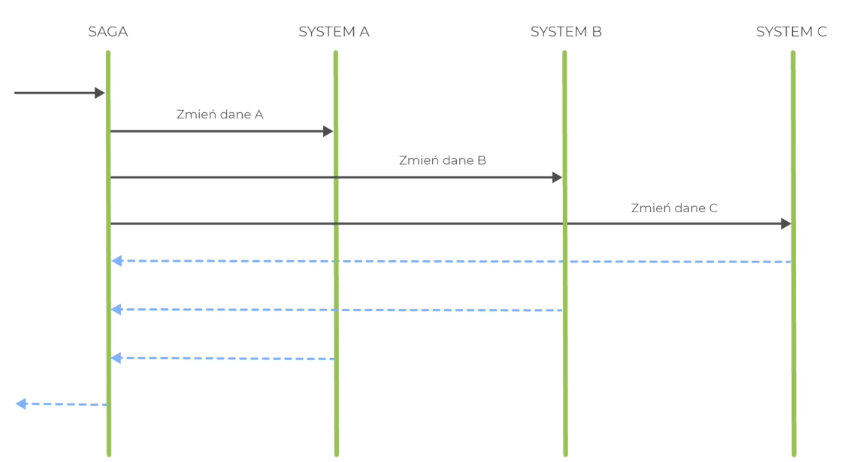 SAGA SYSTEM A SYSTEM B SYSTEM C
Zmień dane A
Zmień dane B
Zmień dane C